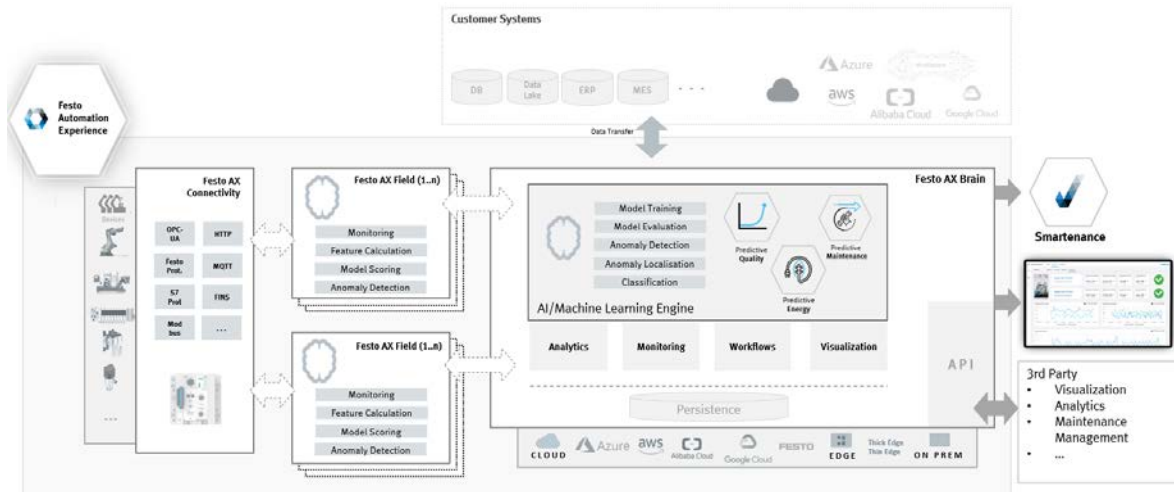 Customer Systems
DB
Data
Lake
ERP
MES
. . .
Azure
aws
Alibaba Cloud
Google Cloud
Data Transfer
Festo
Automation
Experience
Devices
...
Festo AX
Connectivity
OPC-
UA
HTTP
Festo
Prot.
MQTT
S7
Prot
FINS
Mod
bus
...
Festo AX Field (1..n)
Monitoring
Feature Calculation
Model Scoring
Anomaly Detection
Festo AX Field (1..n)
Monitoring
Feature Calculation
Model Scoring
Anomaly Detection
Festo AX Brain
Model Training
Model Evaluation
Anomaly Detection
Anomaly Localisation
Classification
Predictive
Quality
Predictive
Maintenance
Predictive
Energy
AI/Machine Learning Engine
Analytics
Monitoring
Workflows
Visualization
API
Persistence
CLOUD
Azure
aws
Alibaba Cloud
Google Cloud
FESTO
EDGE
Thick Edge
Thin Edge
ON PREM
Smartenance
3rd Party
• Visualization
• Analytics
• Maintenance
Management
• ...